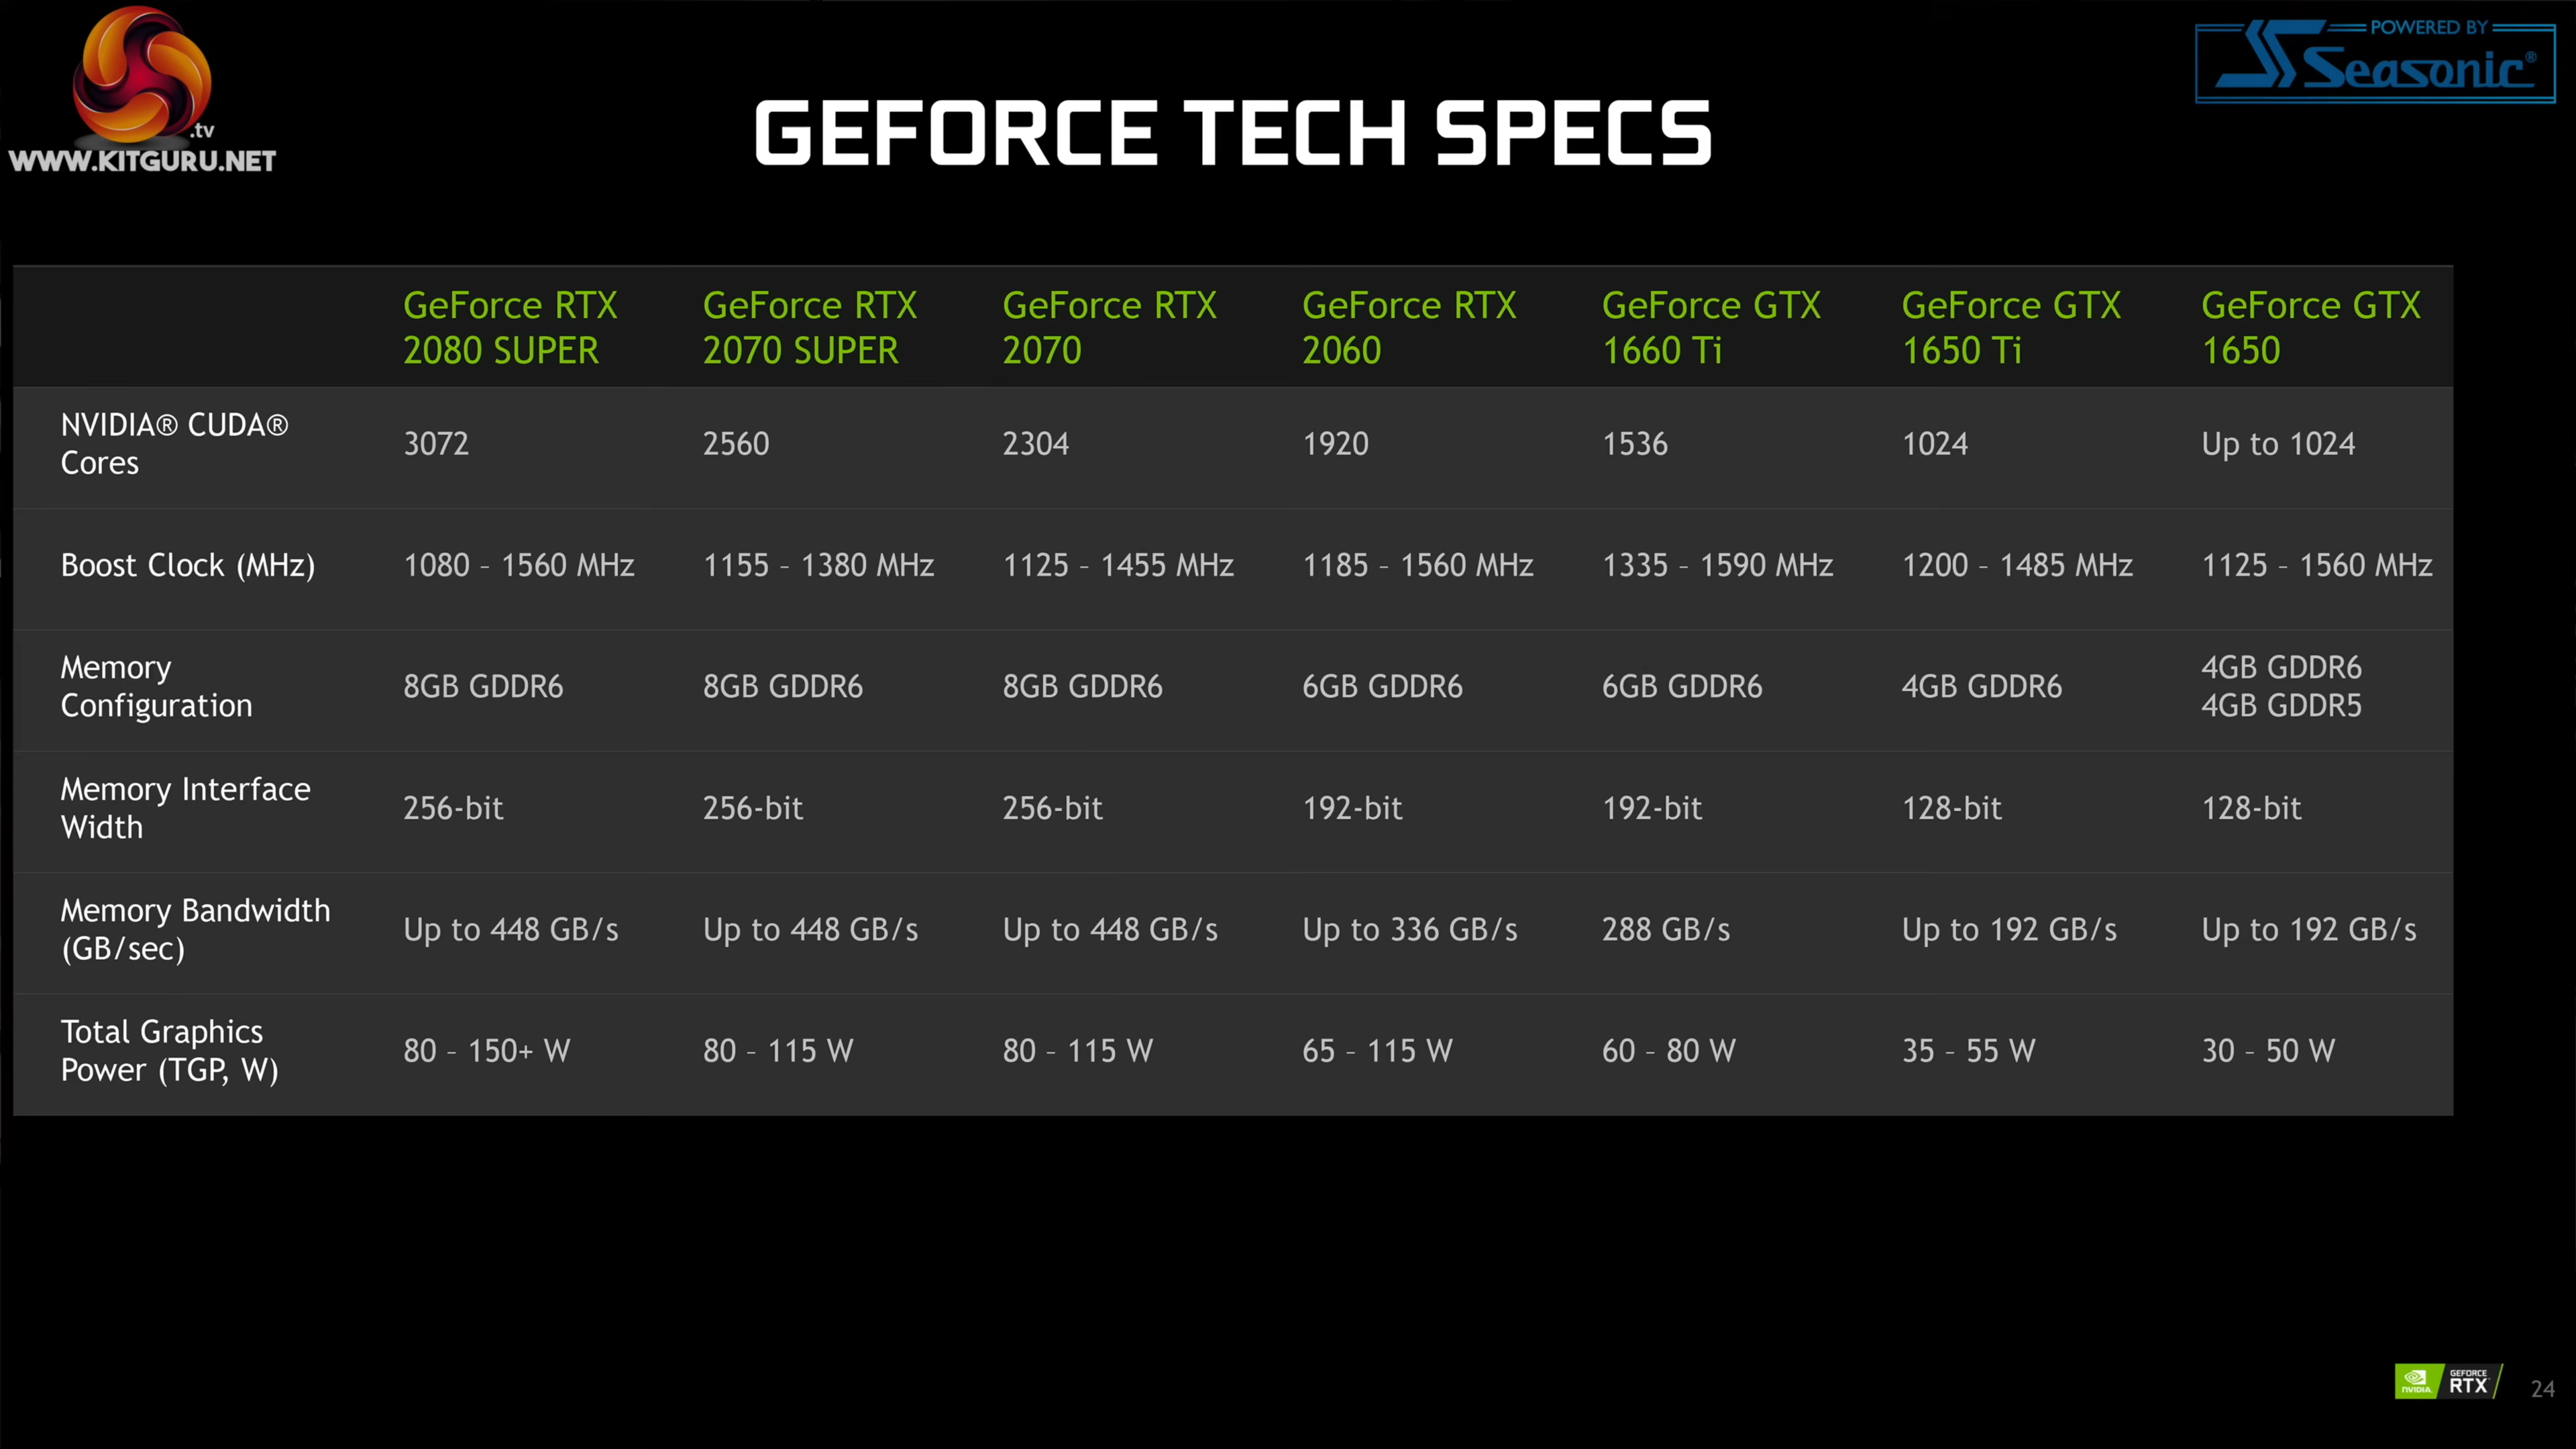 .tv
WWW.KITGURU.NET
POWERED BY
Seasonic®
GEFORCE TECH SPECS
GeForce RTX 2080 SUPER GeForce RTX 2070 SUPER GeForce RTX 2070 GeForce RTX 2060 GeForce GTX 1660 Ti GeForce GTX 1650 Ti GeForce GTX 1650
NVIDIA® CUDA® Cores 3072 2560 2304 1920 1536 1024 Up to 1024
Boost Clock (MHz) 1080 - 1560 MHz 1155 - 1380 MHz 1125 - 1455 MHz 1185 - 1560 MHz 1335 - 1590 MHz 1200 - 1485 MHz 1125 - 1560 MHz
Memory Configuration 8GB GDDR6 8GB GDDR6 8GB GDDR6 6GB GDDR6 6GB GDDR6 4GB GDDR6 4GB GDDR6 4GB GDDR5
Memory Interface Width 256-bit 256-bit 256-bit 192-bit 192-bit 128-bit 128-bit
Memory Bandwidth (GB/sec) Up to 448 GB/s Up to 448 GB/s Up to 448 GB/s Up to 336 GB/s 288 GB/s Up to 192 GB/s Up to 192 GB/s
Total Graphics Power (TGP, W) 80 - 150+ W 80 - 115 W 80 - 115 W 65 - 115 W 60 - 80 W 35 - 55 W 30 - 50 W
NVIDIA. GEFORCE RTX 24